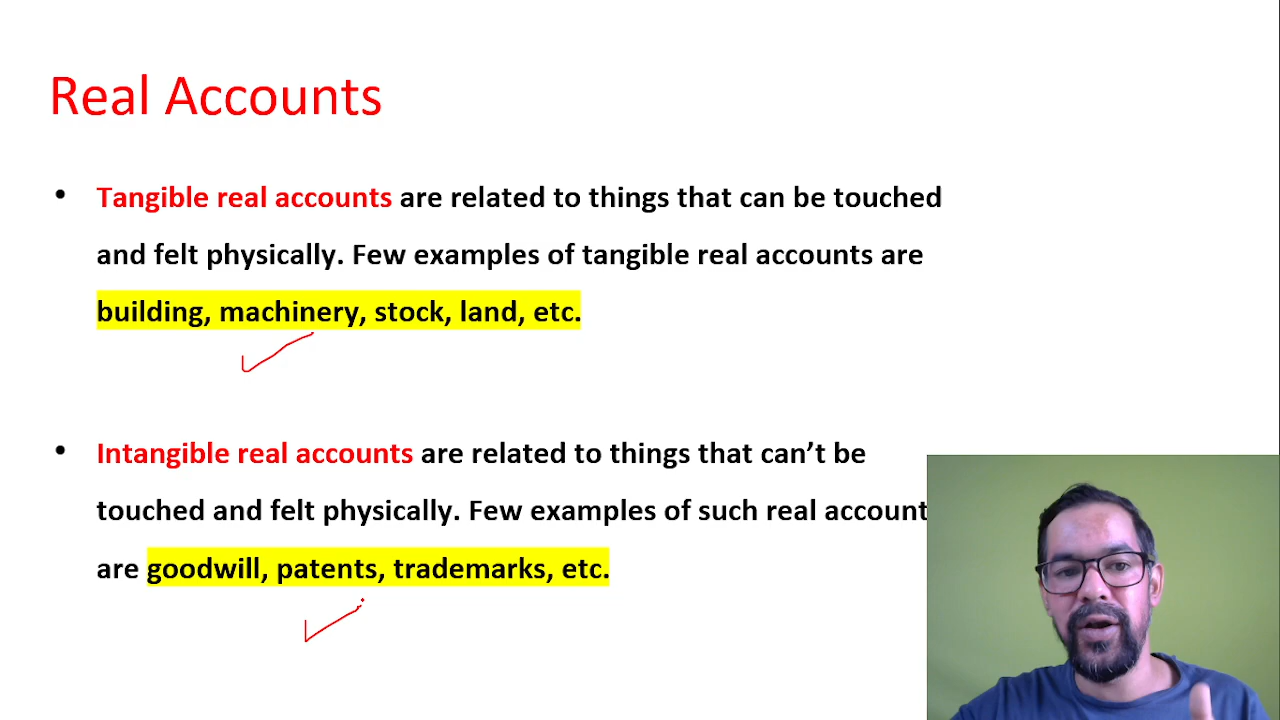 Real Accounts
• Tangible real accounts are related to things that can be touched
and felt physically. Few examples of tangible real accounts are
building, machinery, stock, land, etc.
• Intangible real accounts are related to things that can’t be
touched and felt physically. Few examples of such real account
are goodwill, patents, trademarks, etc.